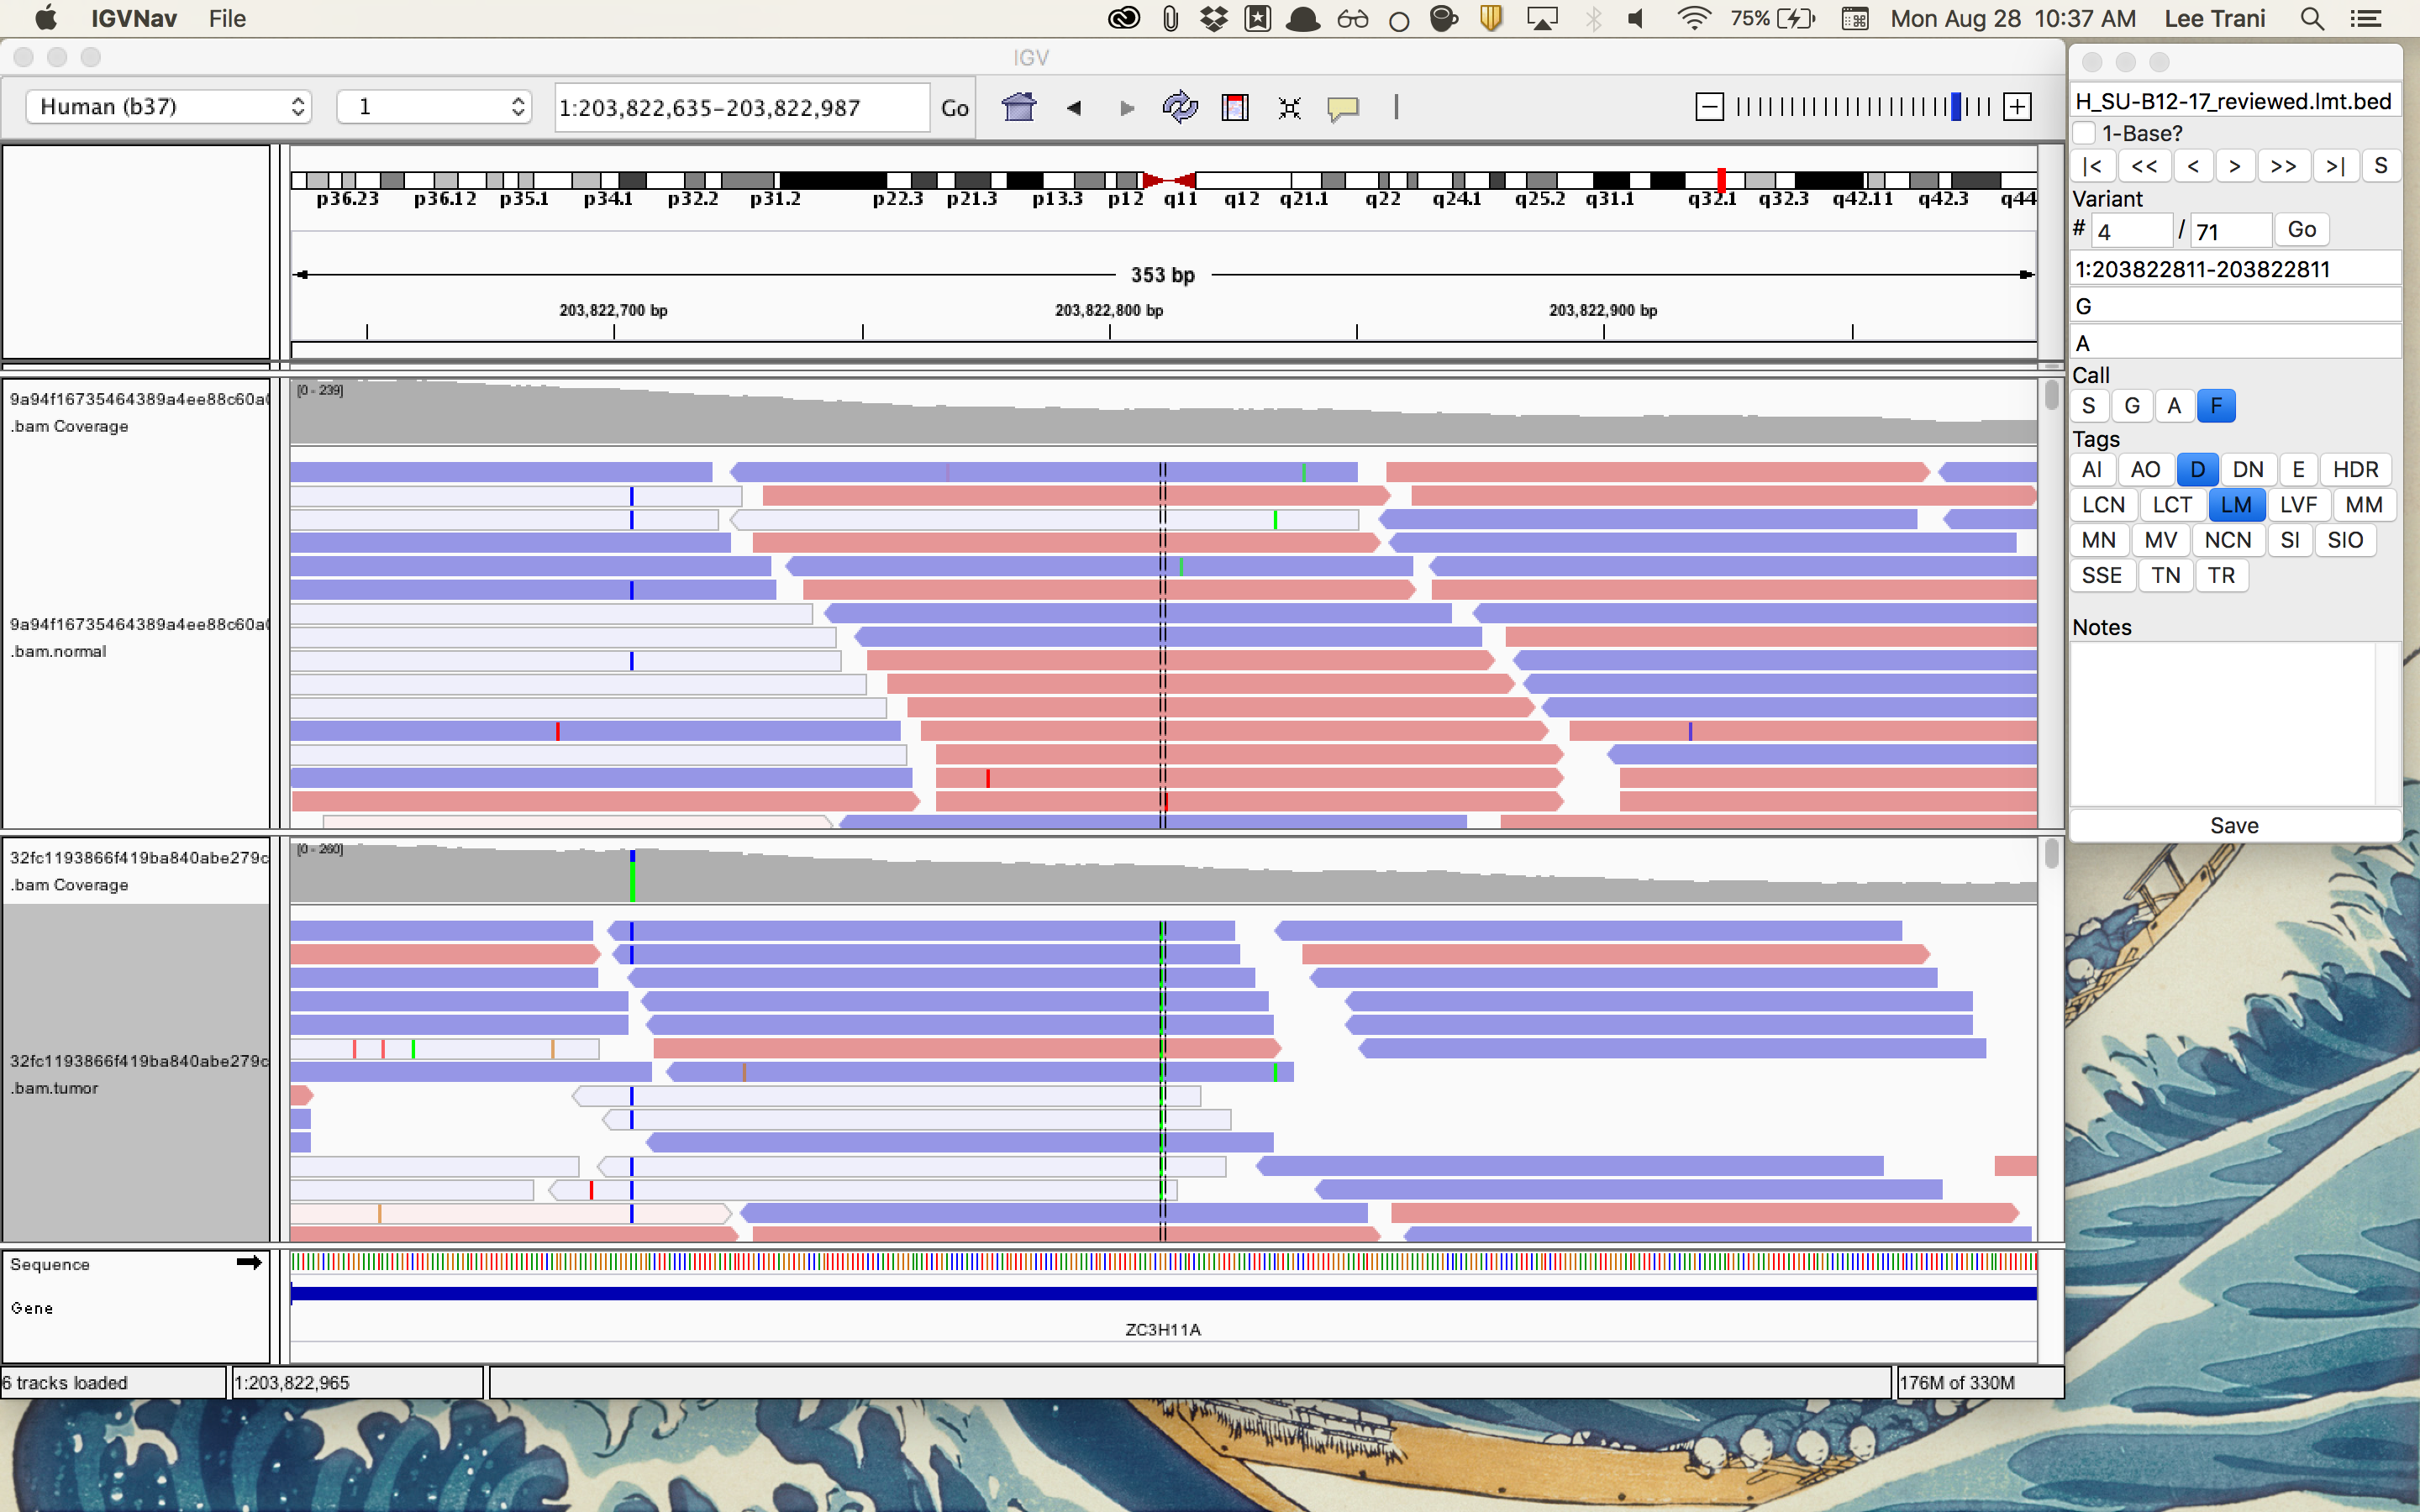 IGVNav File 75% Mon Aug 28 10:37 AM Lee Trani
IGV
Human (b37) 1 1:203,822,635-203,822,987 Go
p36.23 p36.12 p35.1 p34.1 p32.2 p31.2 p22.3 p21.3 p13.3 p12 q11 q12 q21.1 q22 q24.1 q25.2 q31.1 q32.1 q32.3 q42.11 q42.3 q44
353 bp
203,822,700 bp 203,822,800 bp 203,822,900 bp
9a94f16735464389a4ee88c60a
.bam Coverage
[0 - 239]
9a94f16735464389a4ee88c60a
.bam.normal
32fc1193866f419ba840abe279c
.bam Coverage
[0 - 260]
32fc1193866f419ba840abe279c
.bam.tumor
Sequence
Gene
ZC3H11A
6 tracks loaded 1:203,822,965 176M of 330M
H_SU-B12-17_reviewed.lmt.bed
1-Base?
|< << < > >> >| S
Variant
# 4 / 71 Go
1:203822811-203822811
G
A
Call
S G A F
Tags
AI AO D DN E HDR
LCN LCT LM LVF MM
MN MV NCN SI SIO
SSE TN TR
Notes
Save